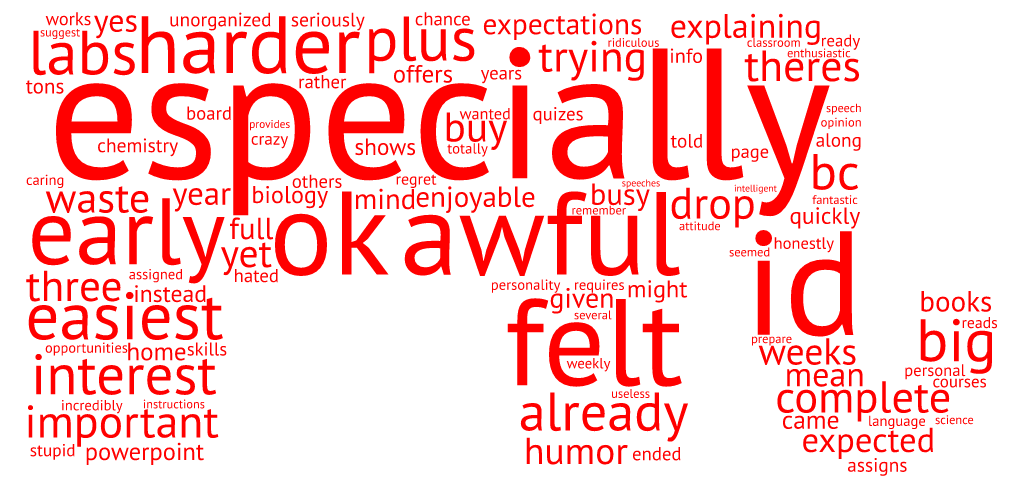 works yes unorganized seriously chance expectations explaining
suggest labs harder plus trying ridiculous info classroom ready
enthusiastic theres
tons rather offers years
especially
board provides crazy wanted buy quizes speech
opinion
chemistry shows totally told page along
caring waste year biology others regret mind enjoyable busy speeches drop intelligent bc
fantastic
remember attitude quickly
early full yet ok awful seemed honestly
id
assigned hated
three instead personality requires given might
several
easiest felt books
big reads
opportunities home skills weekly prepare weeks
interest mean personal
courses
useless
incredibly instructions already complete
important came language science
stupid powerpoint humor ended expected
assigns